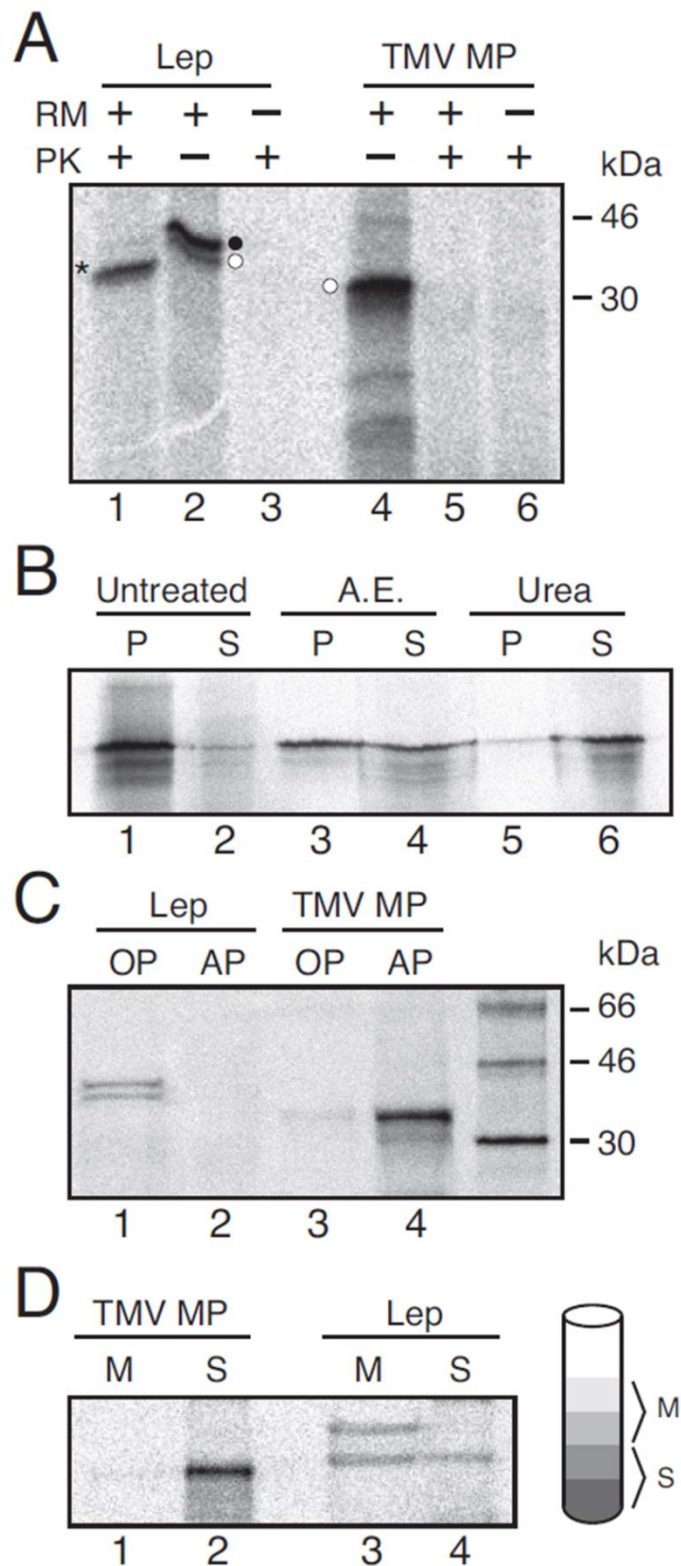 A
Lep TMV MP
RM + + − + + −
PK + − + − + + kDa
* 46
30
1 2 3 4 5 6
B
Untreated A.E. Urea
P S P S P S
1 2 3 4 5 6
C
Lep TMV MP
OP AP OP AP kDa
66
46
30
1 2 3 4
D
TMV MP Lep
M S M S
M
S
1 2 3 4